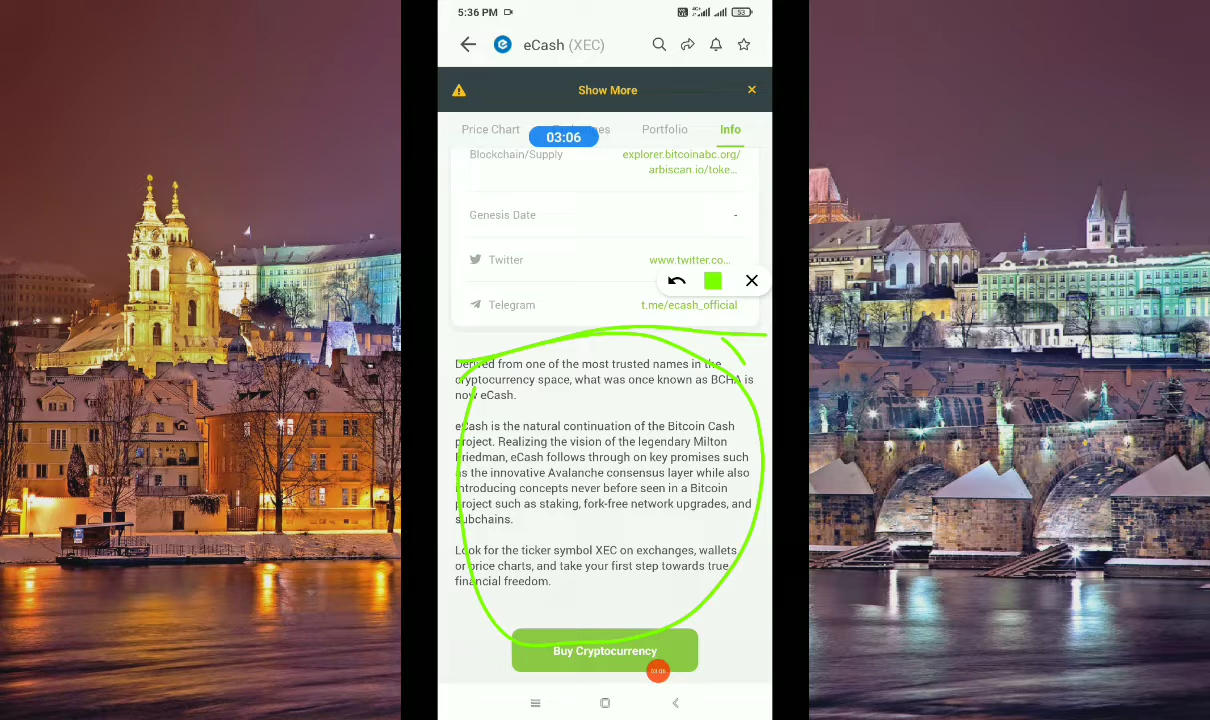 5:36 PM
53
eCash (XEC)
Show More
Price Chart
Portfolio
Info
03:06
Blockchain/Supply
explorer.bitcoinabc.org/
arbiscan.io/toke...
Genesis Date
-
Twitter
www.twitter.co...
Telegram
t.me/ecash_official
Derived from one of the most trusted names in the
cryptocurrency space, what was once known as BCHA is
now eCash.
eCash is the natural continuation of the Bitcoin Cash
project. Realizing the vision of the legendary Milton
Friedman, eCash follows through on key promises such
as the innovative Avalanche consensus layer while also
introducing concepts never before seen in a Bitcoin
project such as staking, fork-free network upgrades, and
subchains.
Look for the ticker symbol XEC on exchanges, wallets
or price charts, and take your first step towards true
financial freedom.
Buy Cryptocurrency